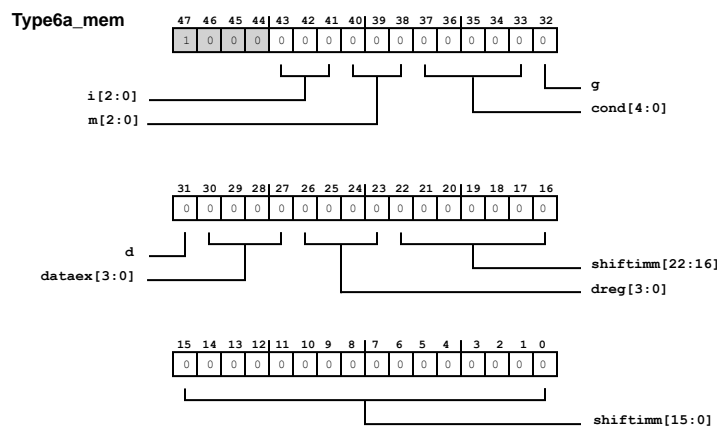 Type6a_mem
47 46 45 44 43 42 41 40 39 38 37 36 35 34 33 32
1 0 0 0 0 0 0 0 0 0 0 0 0 0 0 0
g
i[2:0]
cond[4:0]
m[2:0]
31 30 29 28 27 26 25 24 23 22 21 20 19 18 17 16
0 0 0 0 0 0 0 0 0 0 0 0 0 0 0 0
d
shiftimm[22:16]
dataex[3:0]
dreg[3:0]
15 14 13 12 11 10 9 8 7 6 5 4 3 2 1 0
0 0 0 0 0 0 0 0 0 0 0 0 0 0 0 0
shiftimm[15:0]